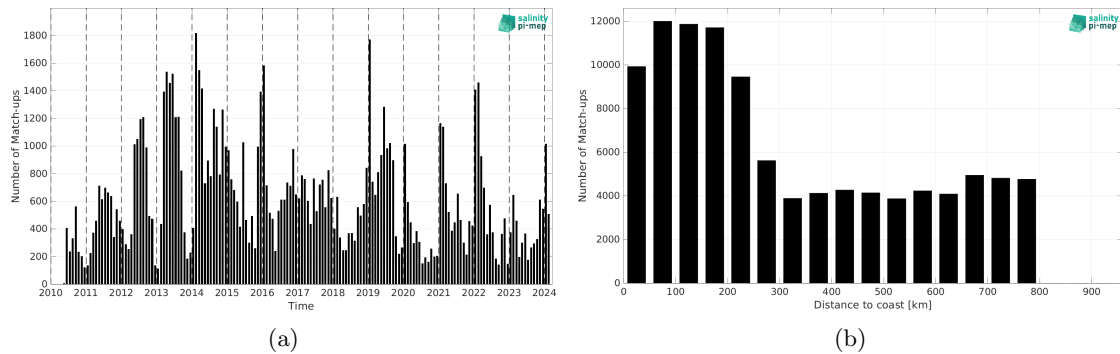 salinity
pi-mep
Number of Match-ups
1800
1600
1400
1200
1000
800
600
400
200
0
2010 2011 2012 2013 2014 2015 2016 2017 2018 2019 2020 2021 2022 2023 2024
Time
(a)
salinity
pi-mep
Number of Match-ups
12000
10000
8000
6000
4000
2000
0
0 100 200 300 400 500 600 700 800 900
Distance to coast [km]
(b)